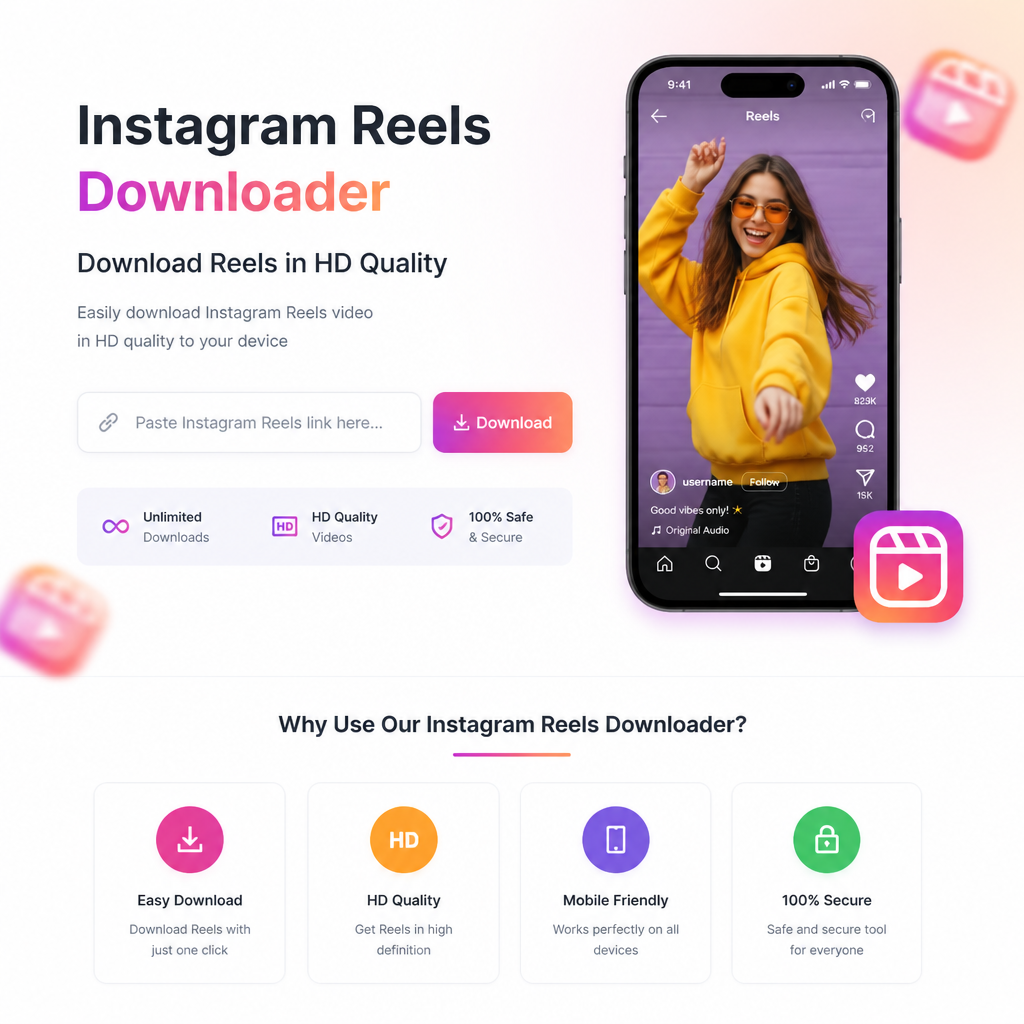 Instagram Reels
Downloader
Download Reels in HD Quality
Easily download Instagram Reels video
in HD quality to your device
Paste Instagram Reels link here...
Download
Unlimited
Downloads
HD
HD Quality
Videos
100% Safe
& Secure
9:41
Reels
823K
952
15K
username
Follow
Good vibes only!
Original Audio
Why Use Our Instagram Reels Downloader?
Easy Download
Download Reels with
just one click
HD
HD Quality
Get Reels in high
definition
Mobile Friendly
Works perfectly on all
devices
100% Secure
Safe and secure tool
for everyone